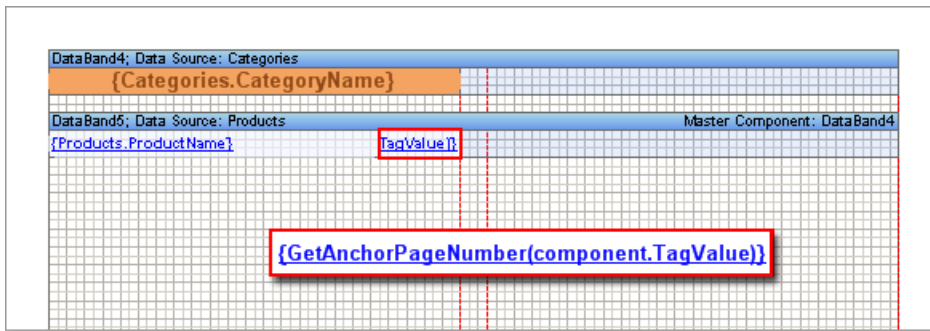 DataBand4; Data Source: Categories
{Categories.CategoryName}
DataBand5; Data Source: Products Master Component: DataBand4
{Products.ProductName} TagValue)}
{GetAnchorPageNumber(component.TagValue)}